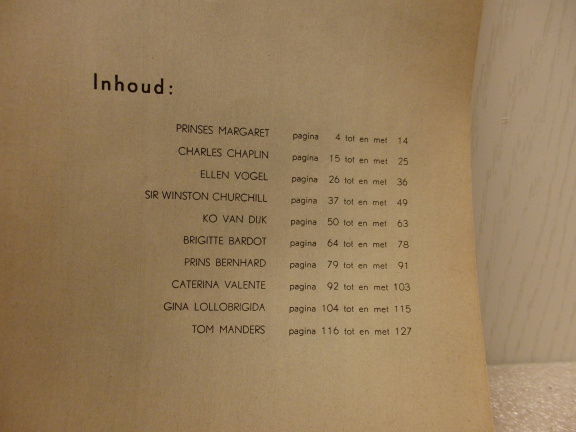 Inhoud:
PRINSES MARGARET pagina 4 tot en met 14
CHARLES CHAPLIN pagina 15 tot en met 25
ELLEN VOGEL pagina 26 tot en met 36
SIR WINSTON CHURCHILL pagina 37 tot en met 49
KO VAN DIJK pagina 50 tot en met 63
BRIGITTE BARDOT pagina 64 tot en met 78
PRINS BERNHARD pagina 79 tot en met 91
CATERINA VALENTE pagina 92 tot en met 103
GINA LOLLOBRIGIDA pagina 104 tot en met 115
TOM MANDERS pagina 116 tot en met 127